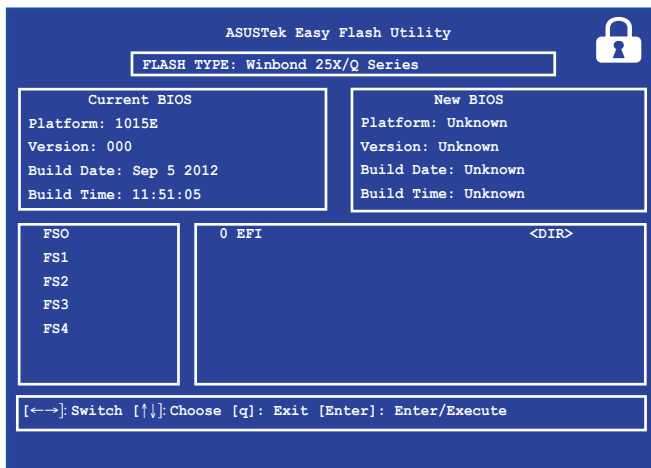 ASUSTek Easy Flash Utility
FLASH TYPE: Winbond 25X/Q Series
Current BIOS
Platform: 1015E
Version: 000
Build Date: Sep 5 2012
Build Time: 11:51:05
New BIOS
Platform: Unknown
Version: Unknown
Build Date: Unknown
Build Time: Unknown
FSO
FS1
FS2
FS3
FS4
0 EFI <DIR>
[←→]: Switch [↑↓]: Choose [q]: Exit [Enter]: Enter/Execute